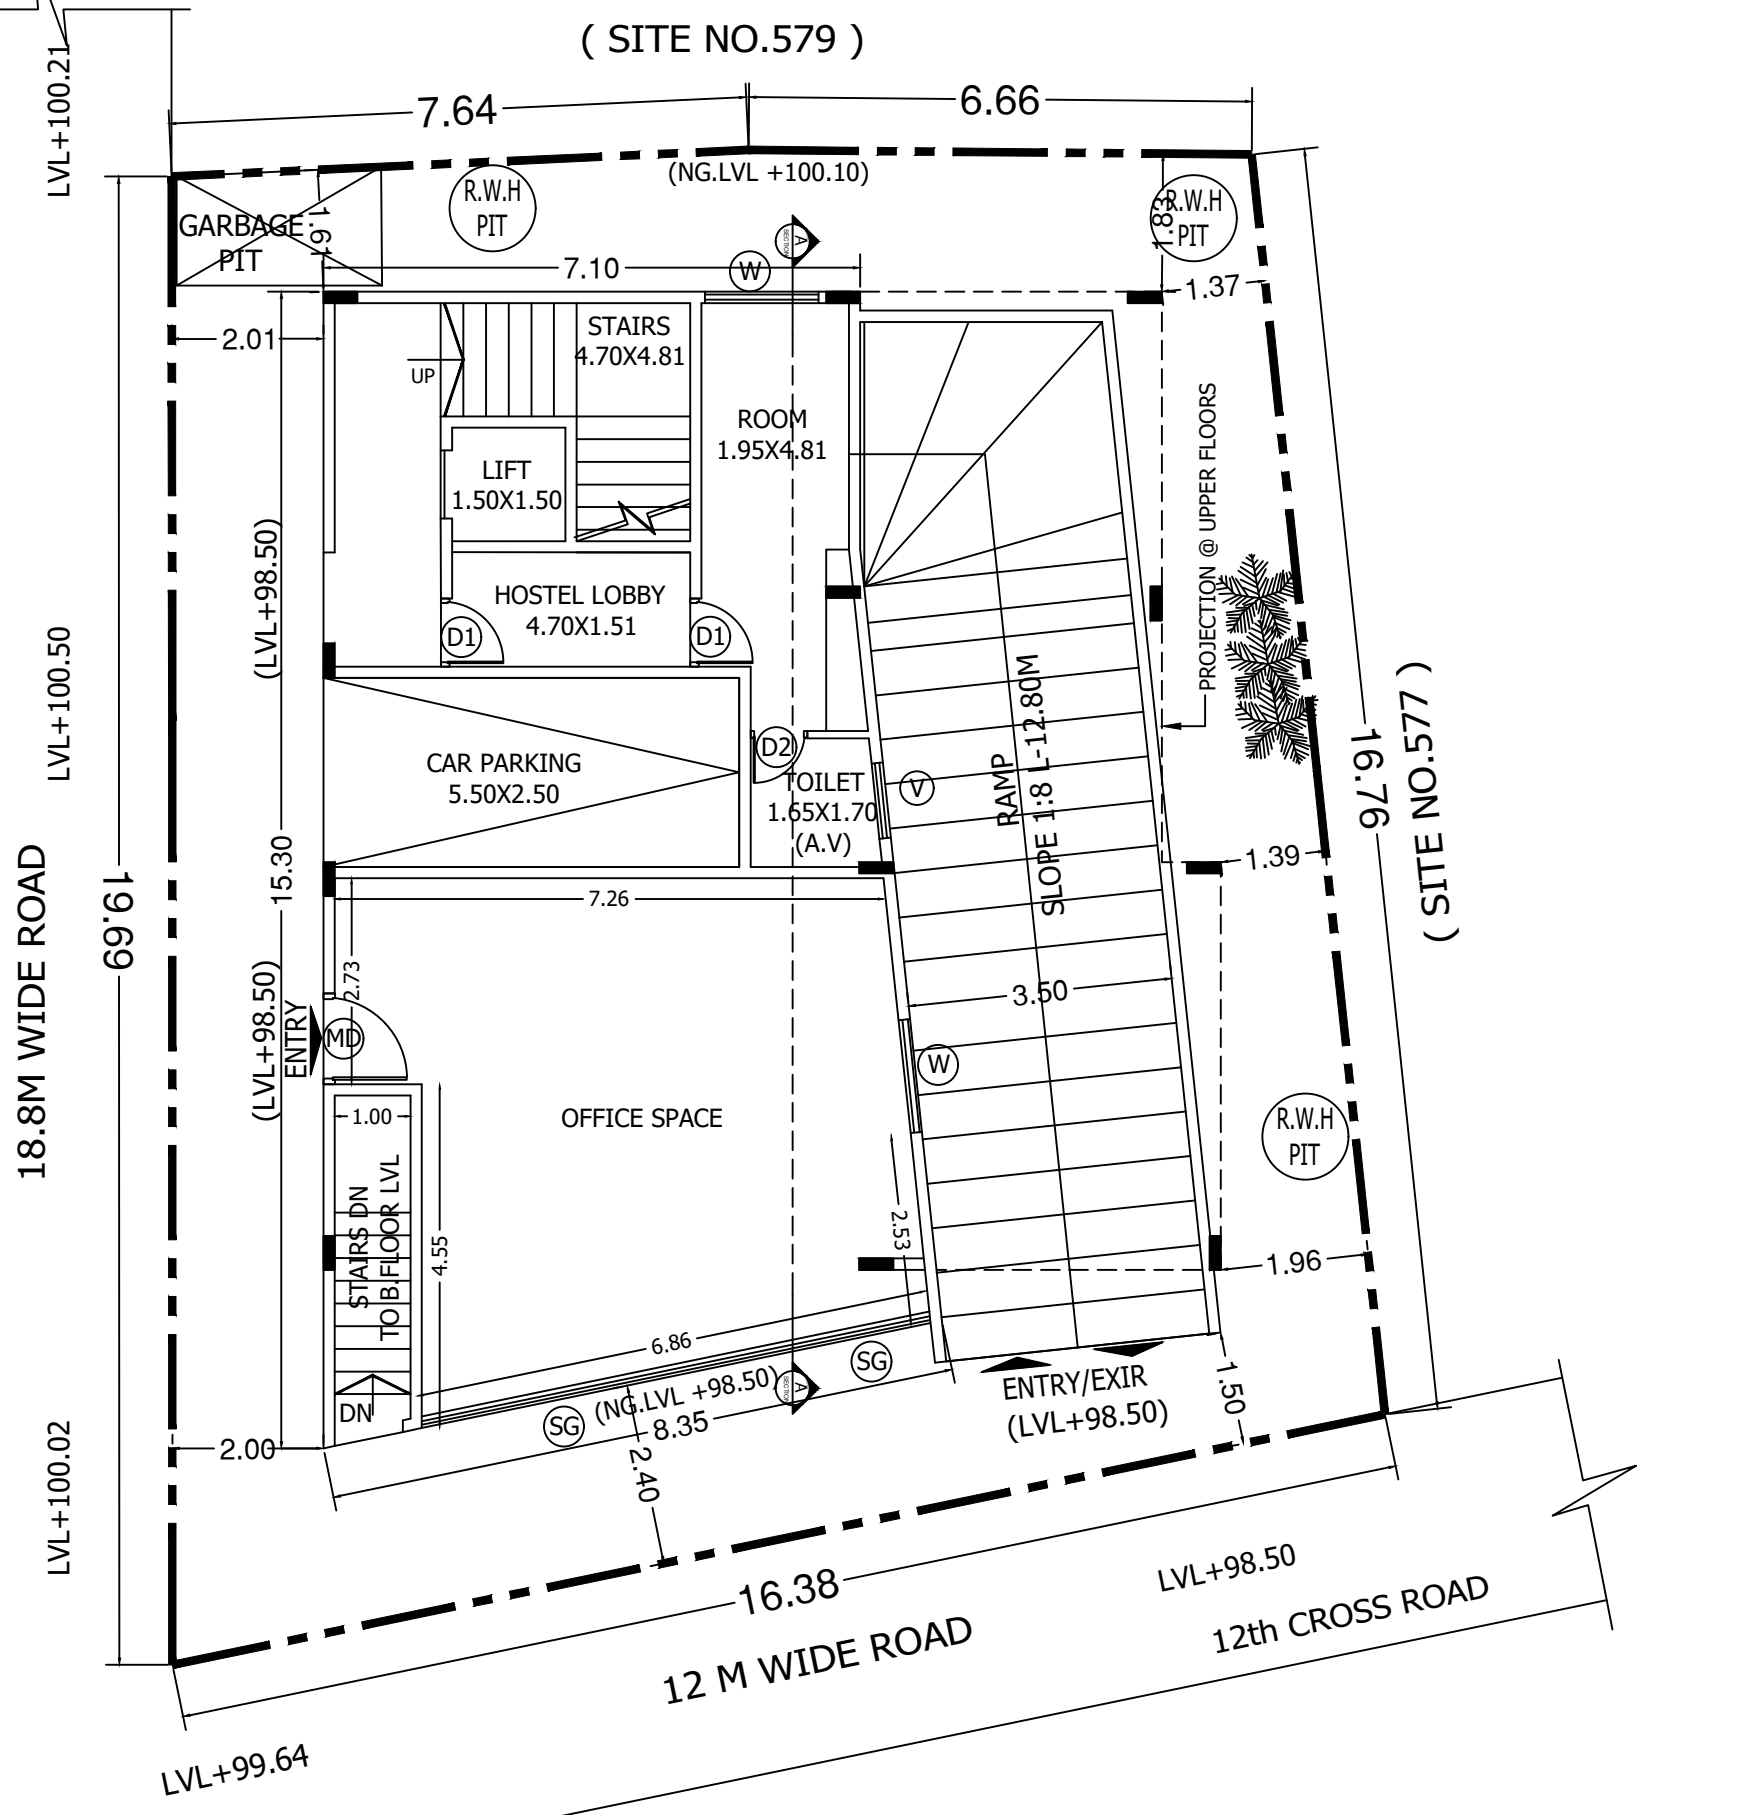 ( SITE NO.579 )
LVL+100.21
7.64
6.66
(NG.LVL +100.10)
R.W.H
PIT
R.W.H
PIT
1.83
GARBAGE
PIT
1.61
SECTION
A
7.10
W
1.37
2.01
STAIRS
4.70X4.81
UP
ROOM
1.95X4.81
LIFT
1.50X1.50
PROJECTION @ UPPER FLOORS
(LVL+98.50)
HOSTEL LOBBY
4.70X1.51
D1
D1
LVL+100.50
RAMP
SLOPE 1:8 L-12.80M
16.76
( SITE NO.577 )
CAR PARKING
5.50X2.50
D2
TOILET
1.65X1.70
(A.V)
V
18.8M WIDE ROAD
19.69
15.30
1.39
7.26
2.73
(LVL+98.50)
ENTRY
MD
3.50
W
1.00
OFFICE SPACE
R.W.H
PIT
STAIRS DN
TO B.FLOOR LVL
4.55
2.53
1.96
6.86
SG
SECTION
A
(NG.LVL +98.50)
ENTRY/EXIR
(LVL+98.50)
1.50
DN
SG
8.35
2.00
2.40
LVL+100.02
16.38
LVL+98.50
12 M WIDE ROAD
12th CROSS ROAD
LVL+99.64